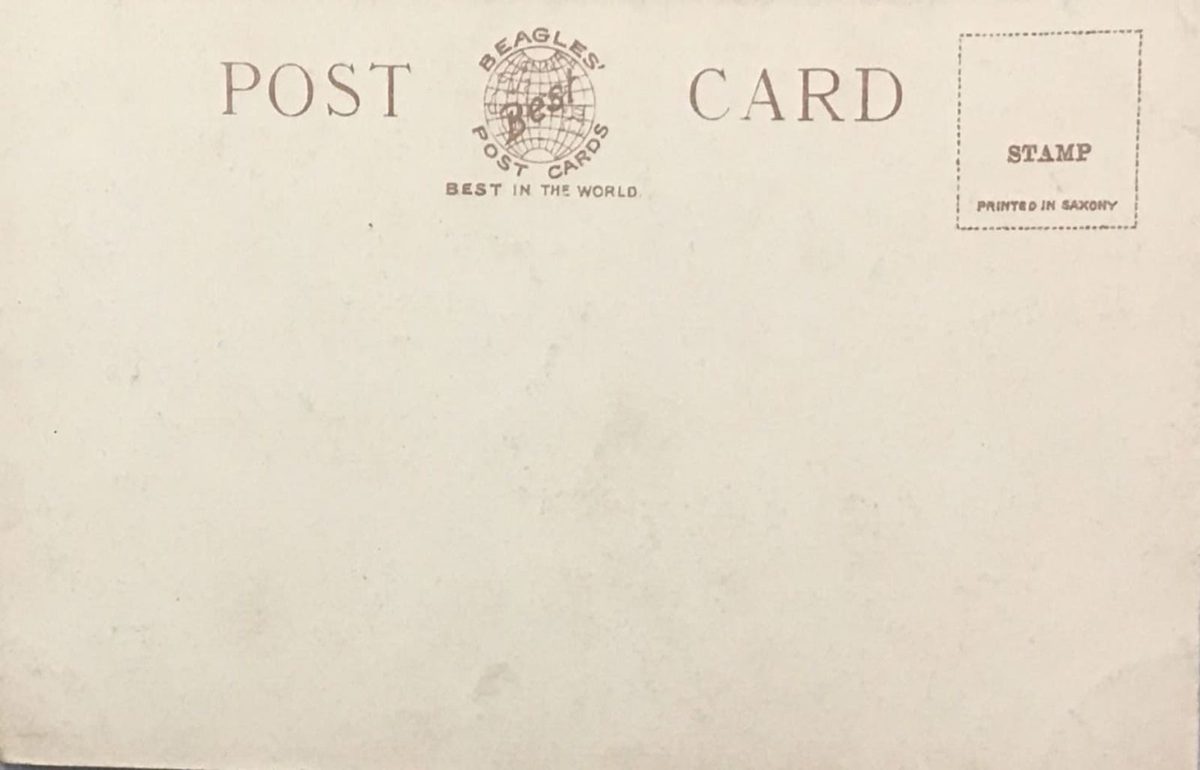 POST CARD
BEAGLES'
Best
POST CARDS
BEST IN THE WORLD.
STAMP
PRINTED IN SAXONY